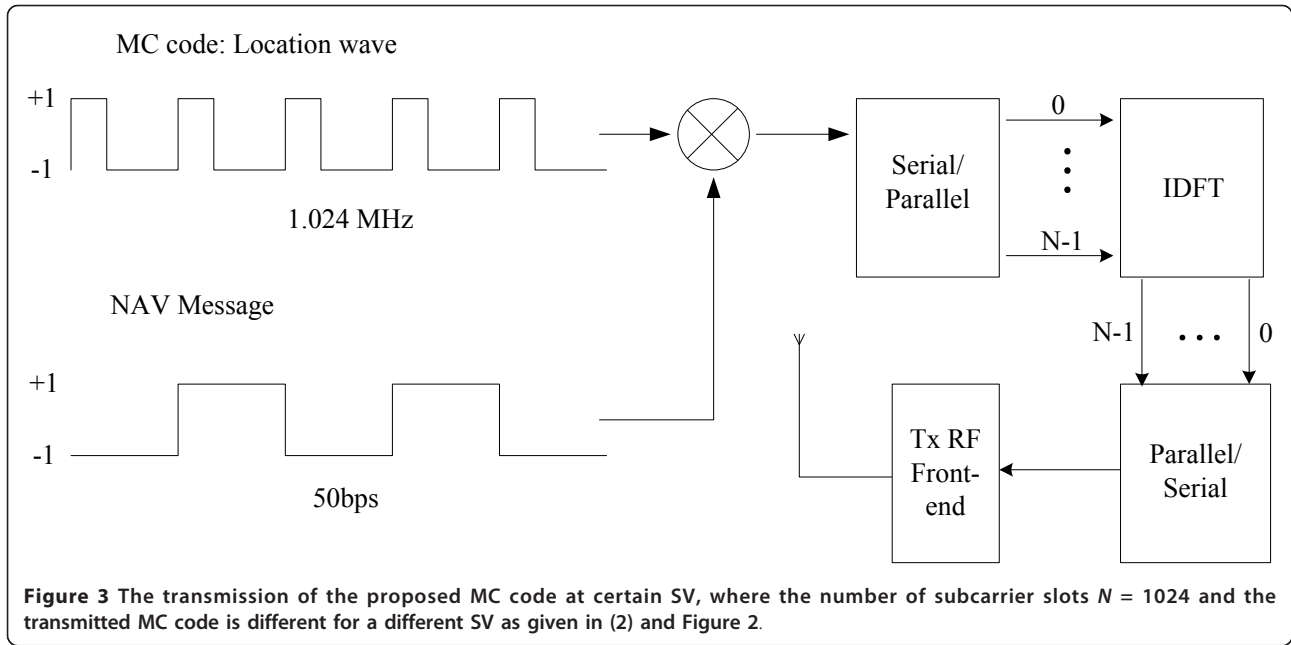 MC code: Location wave
+1
-1
1.024 MHz
NAV Message
+1
-1
50bps
Serial/
Parallel
0
N-1
IDFT
N-1
0
Parallel/
Serial
Tx RF
Front-
end
Figure 3 The transmission of the proposed MC code at certain SV, where the number of subcarrier slots N = 1024 and the
transmitted MC code is different for a different SV as given in (2) and Figure 2.